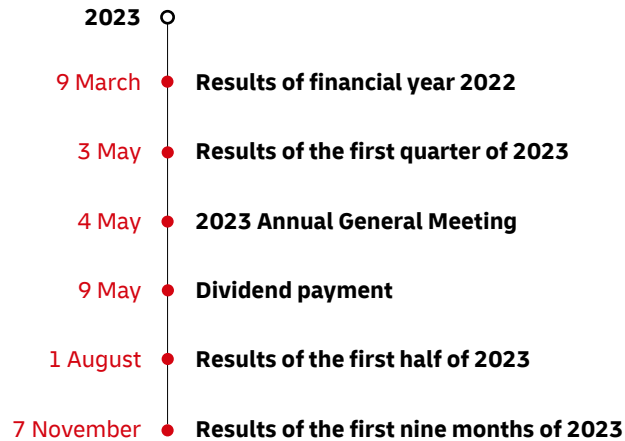 2023
9 March Results of financial year 2022
3 May Results of the first quarter of 2023
4 May 2023 Annual General Meeting
9 May Dividend payment
1 August Results of the first half of 2023
7 November Results of the first nine months of 2023